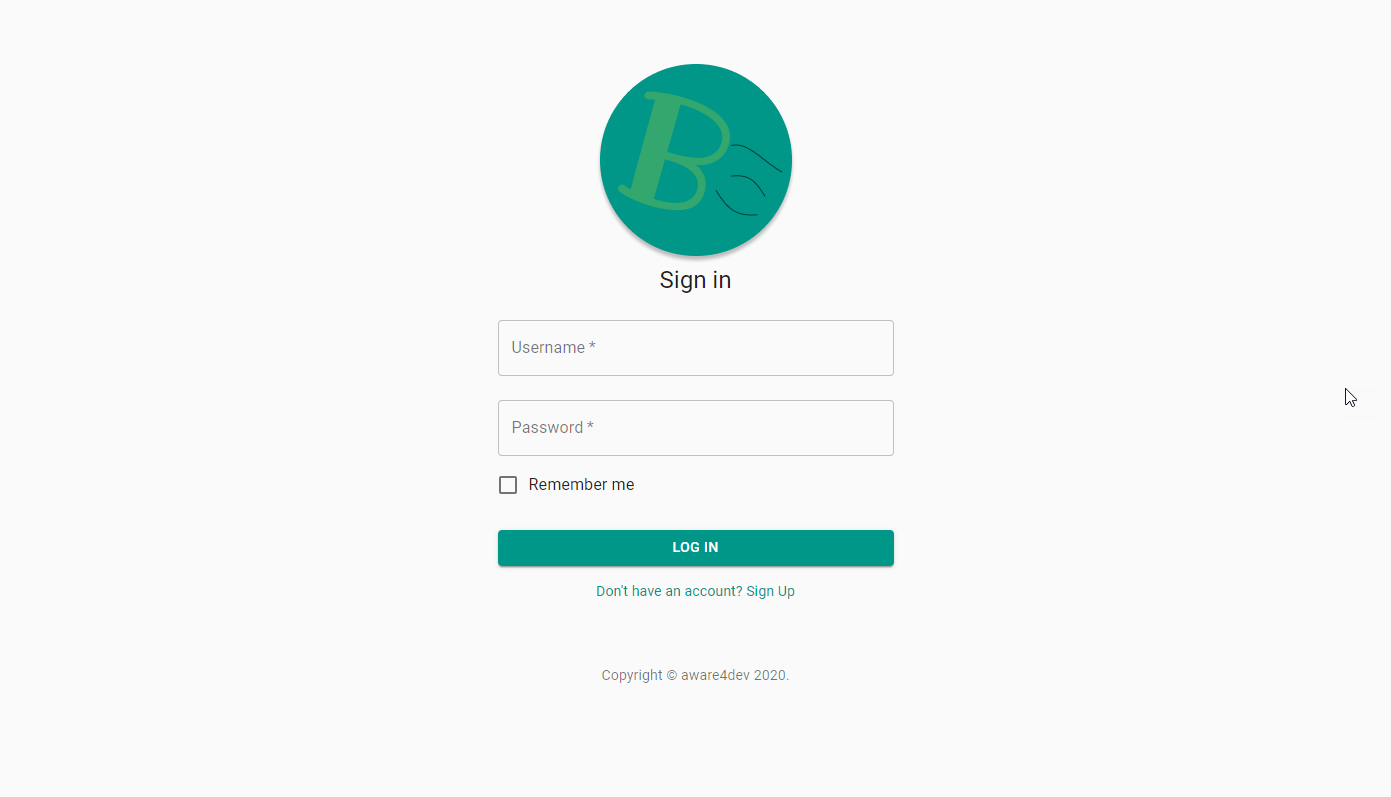 B
Sign in
Username *
Password *
Remember me
LOG IN
Don't have an account? Sign Up
Copyright © aware4dev 2020.